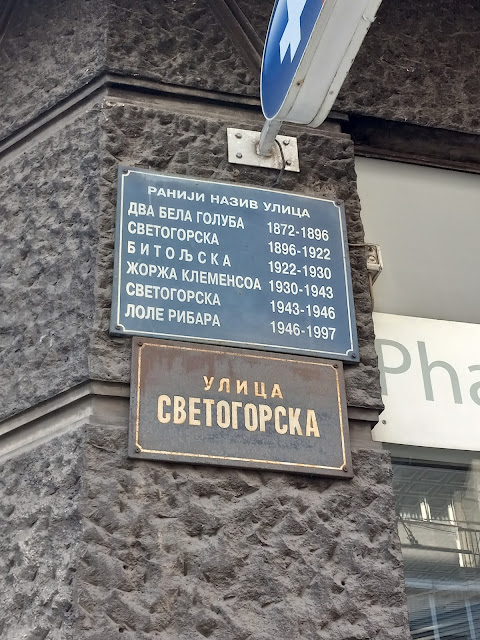 РАНИЈИ НАЗИВ УЛИЦА
ДВА БЕЛА ГОЛУБА 1872-1896
СВЕТОГОРСКА 1896-1922
БИТОЉСКА 1922-1930
ЖОРЖА КЛЕМЕНСОА 1930-1943
СВЕТОГОРСКА 1943-1946
ЛОЛЕ РИБАРА 1946-1997
УЛИЦА
СВЕТОГОРСКА
Pha